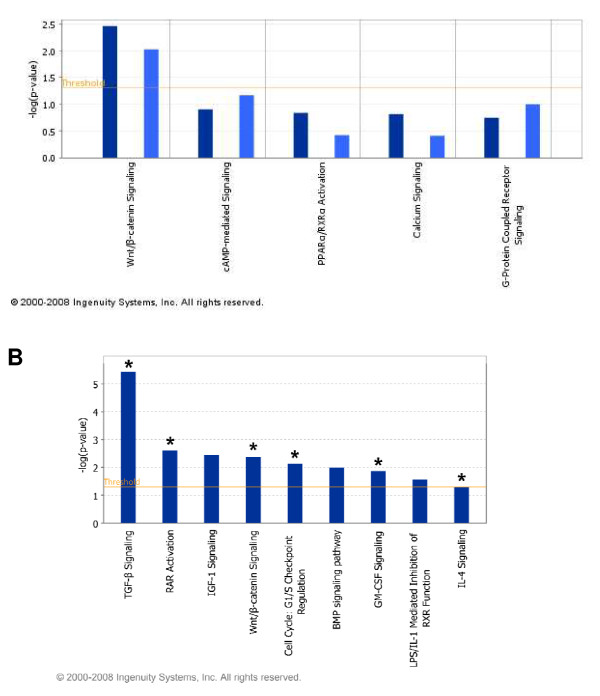 2.5
2.0
1.5
1.0
0.5
0.0
-log(p-value)
Threshold
Wnt/β-catenin Signaling
cAMP-mediated Signaling
PPARα/RXRα Activation
Calcium Signaling
G-Protein Coupled Receptor
Signaling
© 2000-2008 Ingenuity Systems, Inc. All rights reserved.
B
5
4
3
2
1
0
-log(p-value)
Threshold
*
*
*
*
*
*
TGF-β Signaling
RAR Activation
IGF-1 Signaling
Wnt/β-catenin Signaling
Cell Cycle: G1/S Checkpoint
Regulation
BMP signaling pathway
GM-CSF Signaling
LPS/IL-1 Mediated Inhibition of
RXR Function
IL-4 Signaling
© 2000-2008 Ingenuity Systems, Inc. All rights reserved.